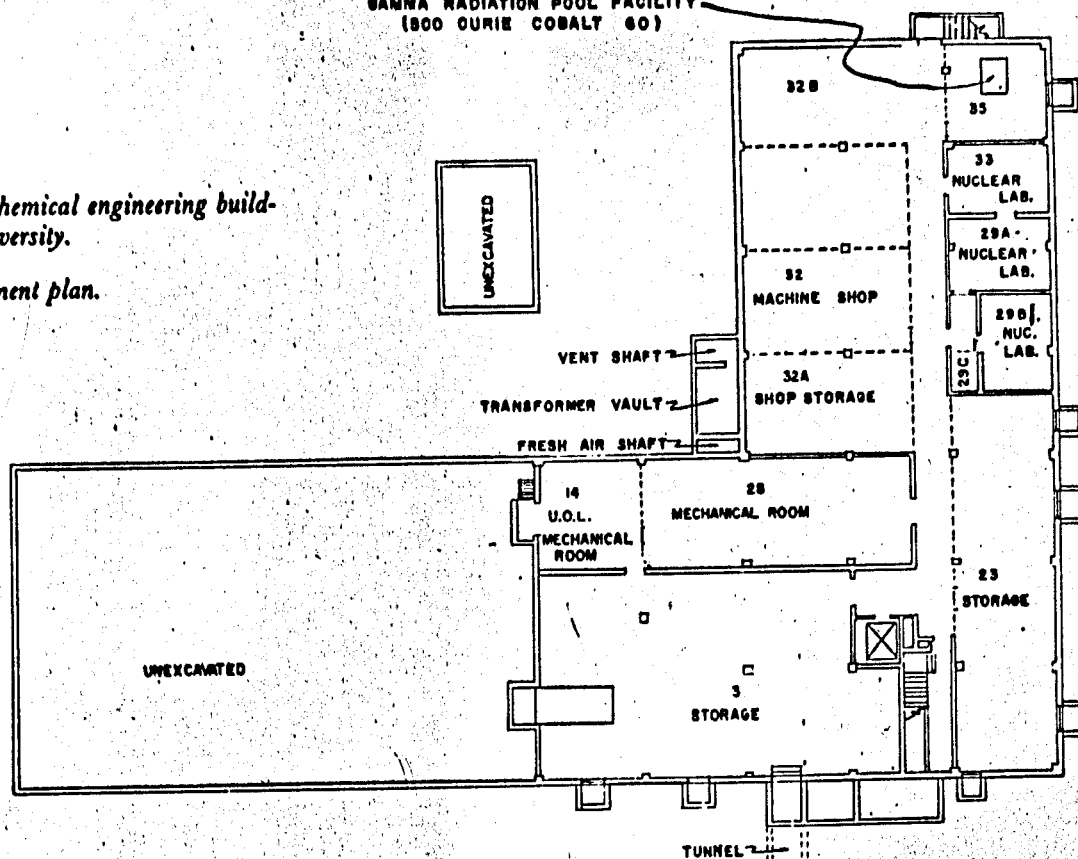 GAMMA RADIATION POOL FACILITY
(800 CURIE COBALT 60)
hemical engineering build-
versity.
nent plan.
32B
35
33
NUCLEAR
LAB.
29A
NUCLEAR
LAB.
29B
NUC.
LAB.
29C
UNEXCAVATED
32
MACHINE SHOP
VENT SHAFT
32A
SHOP STORAGE
TRANSFORMER VAULT
FRESH AIR SHAFT
14
U.O.L.
MECHANICAL
ROOM
28
MECHANICAL ROOM
23
STORAGE
UNEXCAVATED
3
STORAGE
TUNNEL